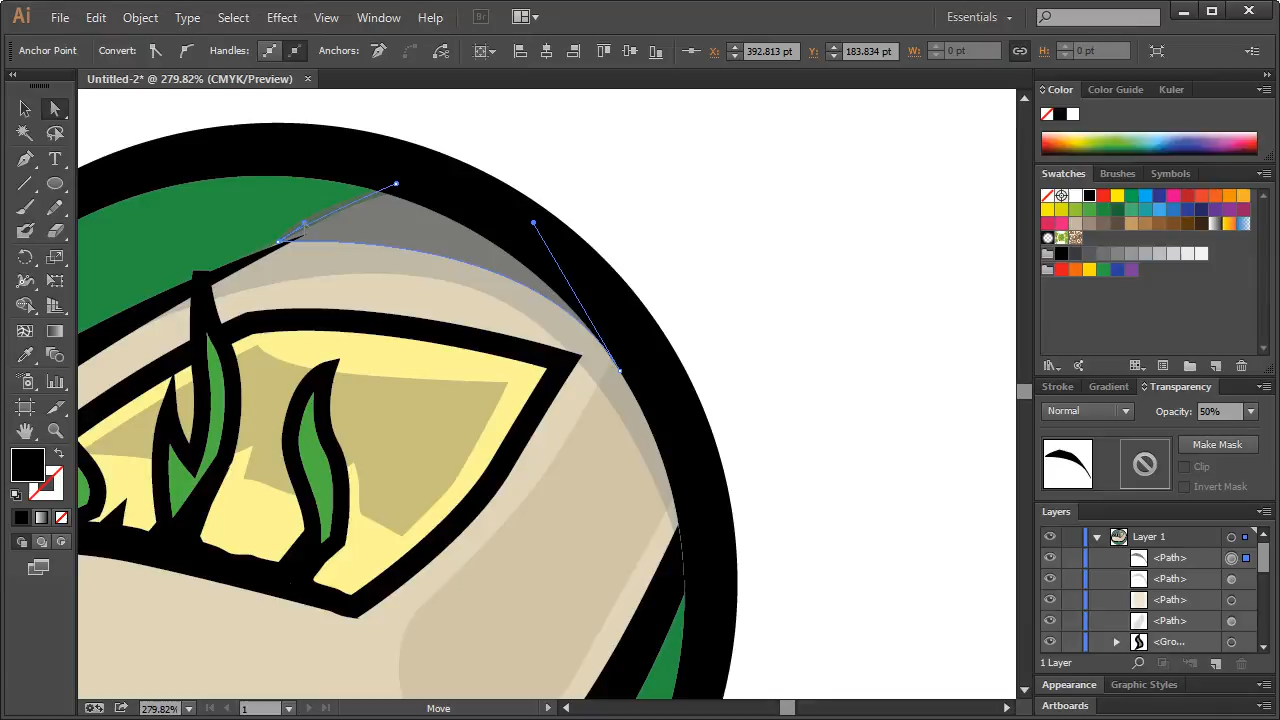 Ai File Edit Object Type Select Effect View Window Help Br Essentials
Anchor Point Convert: Handles: Anchors: X: 392.813 pt Y: 183.834 pt W: 0 pt H: 0 pt
Untitled-2* @ 279.82% (CMYK/Preview) ×
Color Color Guide Kuler
Swatches Brushes Symbols
Stroke Gradient Transparency
Normal Opacity: 50%
Make Mask
Clip
Invert Mask
Layers
Layer 1
<Path>
<Path>
<Path>
<Path>
<Gro...
1 Layer
Appearance Graphic Styles
Artboards
279.82% 1 Move